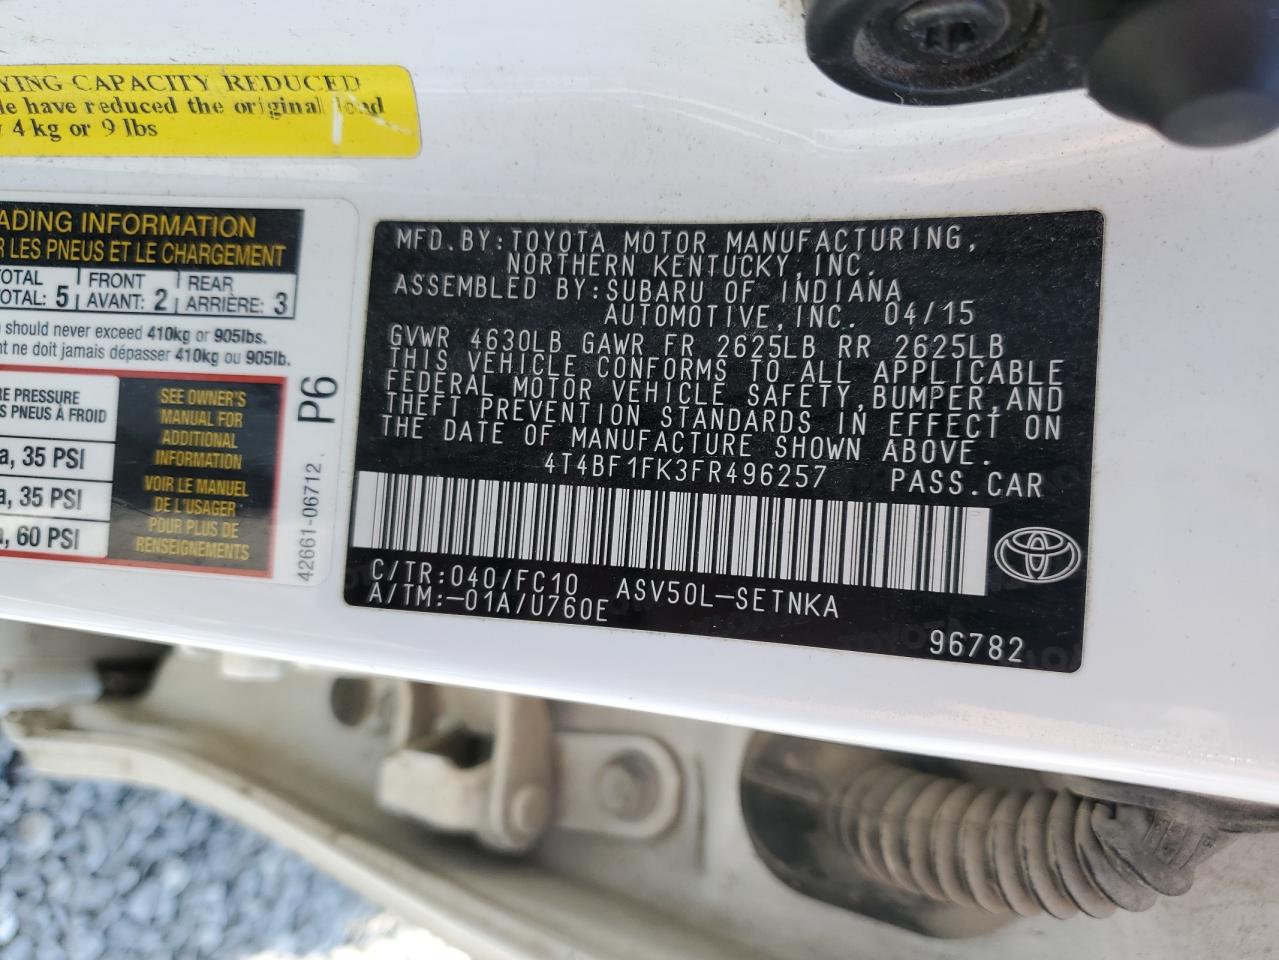 YING CAPACITY REDUCED
le have reduced the original load
4 kg or 9 lbs
ADING INFORMATION
R LES PNEUS ET LE CHARGEMENT
TOTAL FRONT REAR
TOTAL: 5 AVANT: 2 ARRIÈRE: 3
should never exceed 410kg or 905lbs.
nt ne doit jamais dépasser 410kg ou 905lb.
RE PRESSURE
S PNEUS À FROID
a, 35 PSI
a, 35 PSI
a, 60 PSI
SEE OWNER'S
MANUAL FOR
ADDITIONAL
INFORMATION
VOIR LE MANUEL
DE L'USAGER
POUR PLUS DE
RENSEIGNEMENTS
42661-06712 P6
MFD.BY:TOYOTA MOTOR MANUFACTURING,
NORTHERN KENTUCKY,INC.
ASSEMBLED BY:SUBARU OF INDIANA
AUTOMOTIVE,INC. 04/15
GVWR 4630LB GAWR FR 2625LB RR 2625LB
THIS VEHICLE CONFORMS TO ALL APPLICABLE
FEDERAL MOTOR VEHICLE SAFETY,BUMPER,AND
THEFT PREVENTION STANDARDS IN EFFECT ON
THE DATE OF MANUFACTURE SHOWN ABOVE.
4T4BF1FK3FR496257 PASS.CAR
C/TR:040/FC10 ASV50L-SETNKA
A/TM:-01A/U760E
96782